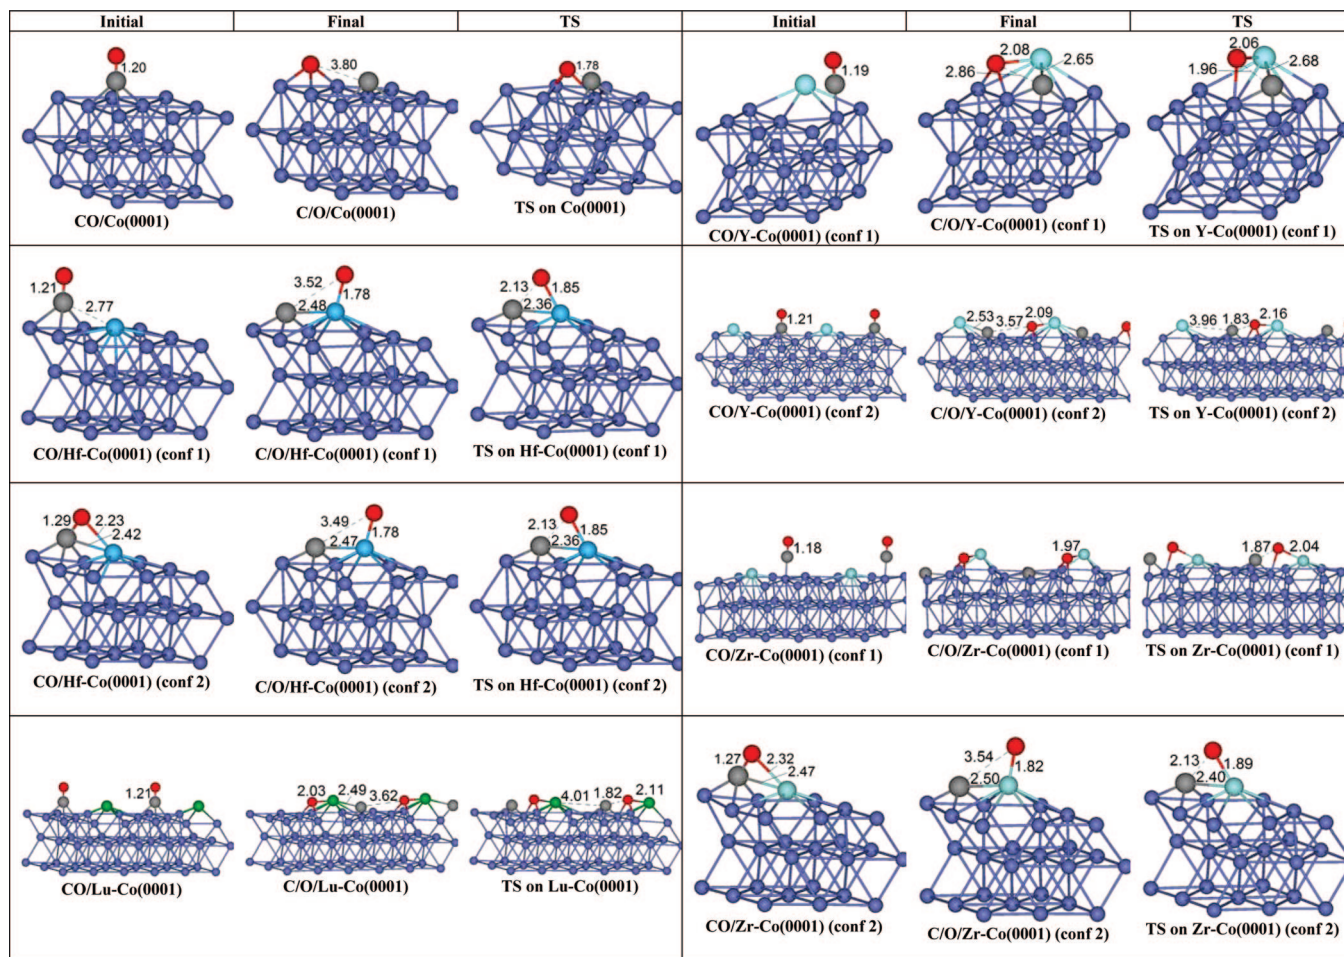 Initial Final TS Initial Final TS
1.20
3.80
1.78
CO/Co(0001)
C/O/Co(0001)
TS on Co(0001)
1.19
2.08
2.65
2.86
2.06
1.96
2.68
CO/Y-Co(0001) (conf 1)
C/O/Y-Co(0001) (conf 1)
TS on Y-Co(0001) (conf 1)
1.21
2.77
3.52
1.78
2.48
2.13
1.85
2.36
CO/Hf-Co(0001) (conf 1)
C/O/Hf-Co(0001) (conf 1)
TS on Hf-Co(0001) (conf 1)
1.21
2.53
3.57
2.09
3.96
1.83
2.16
CO/Y-Co(0001) (conf 2)
C/O/Y-Co(0001) (conf 2)
TS on Y-Co(0001) (conf 2)
1.29
2.23
2.42
3.49
1.78
2.47
2.13
1.85
2.36
CO/Hf-Co(0001) (conf 2)
C/O/Hf-Co(0001) (conf 2)
TS on Hf-Co(0001) (conf 2)
1.18
1.97
1.87
2.04
CO/Zr-Co(0001) (conf 1)
C/O/Zr-Co(0001) (conf 1)
TS on Zr-Co(0001) (conf 1)
1.21
2.03
2.49
3.62
4.01
1.82
2.11
CO/Lu-Co(0001)
C/O/Lu-Co(0001)
TS on Lu-Co(0001)
1.27
2.32
2.47
3.54
1.82
2.50
2.13
1.89
2.40
CO/Zr-Co(0001) (conf 2)
C/O/Zr-Co(0001) (conf 2)
TS on Zr-Co(0001) (conf 2)